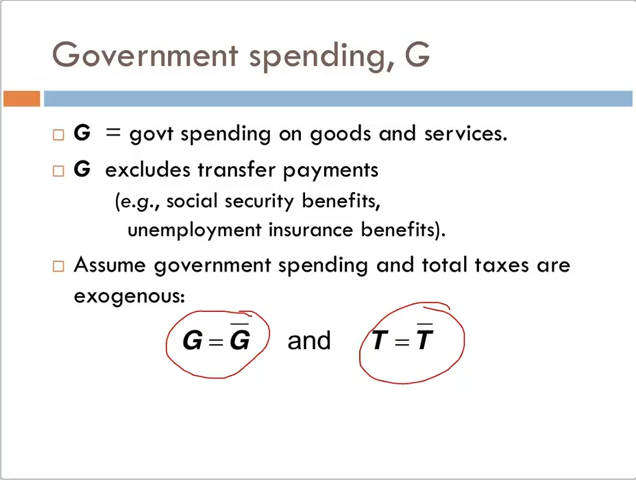 Government spending, G
G = govt spending on goods and services.
G excludes transfer payments
(e.g., social security benefits,
unemployment insurance benefits).
Assume government spending and total taxes are
exogenous:
G = G̅ and T = T̅